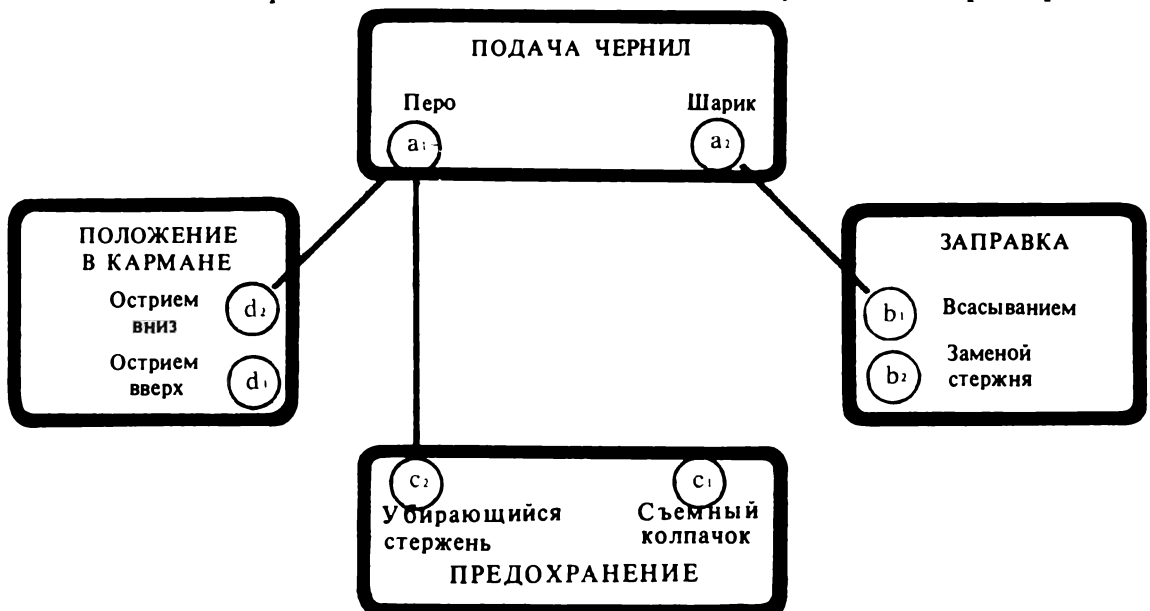 ПОДАЧА ЧЕРНИЛ
Перо
Шарик
a₁
a₂
ПОЛОЖЕНИЕ
В КАРМАНЕ
Острием
вниз
d₂
Острием
вверх
d₁
ЗАПРАВКА
b₁
Всасыванием
b₂
Заменой
стержня
c₂
c₁
Убирающийся
стержень
Съемный
колпачок
ПРЕДОХРАНЕНИЕ